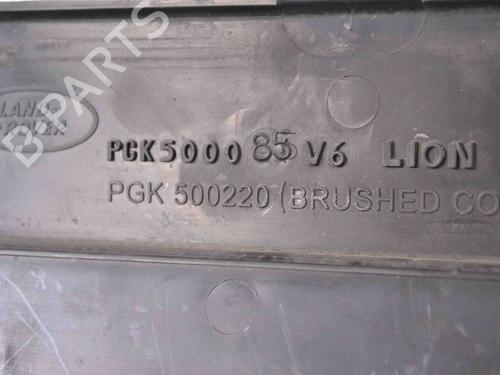 LAND-
ROVER
PGK500085 V6 LION
PGK 500220 (BRUSHED CO
B-PARTS